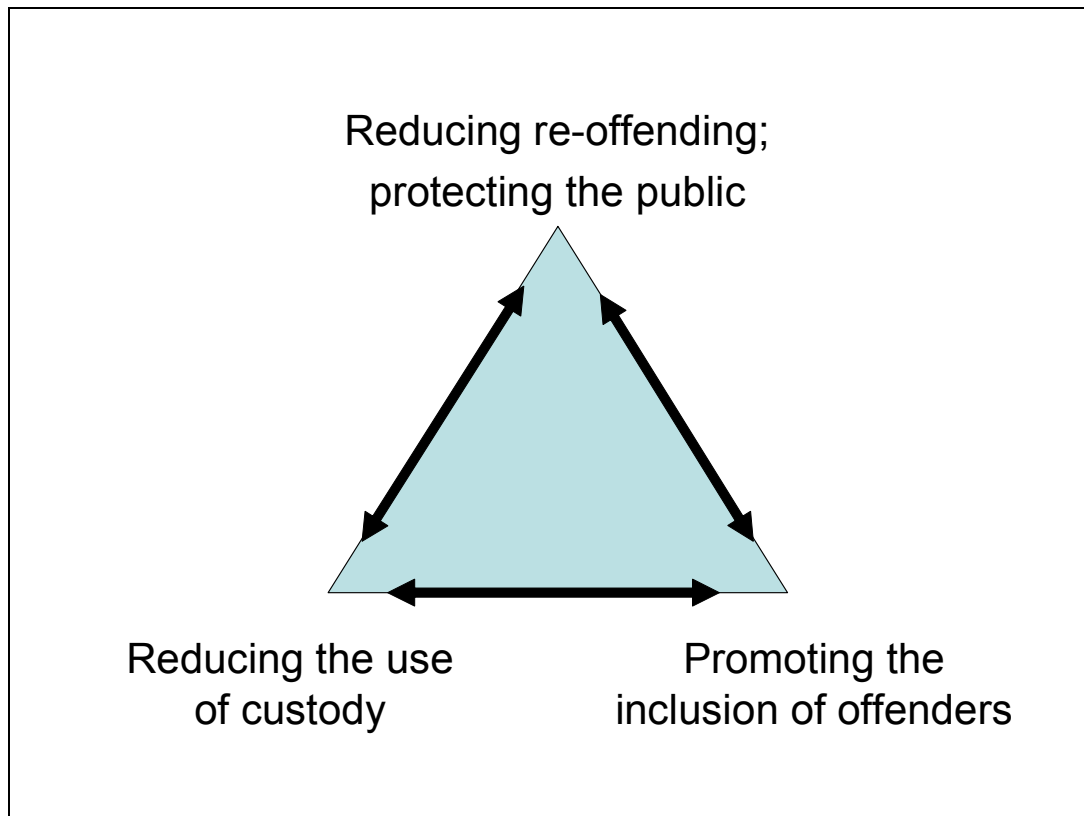 Reducing re-offending;
protecting the public
Reducing the use
of custody
Promoting the
inclusion of offenders